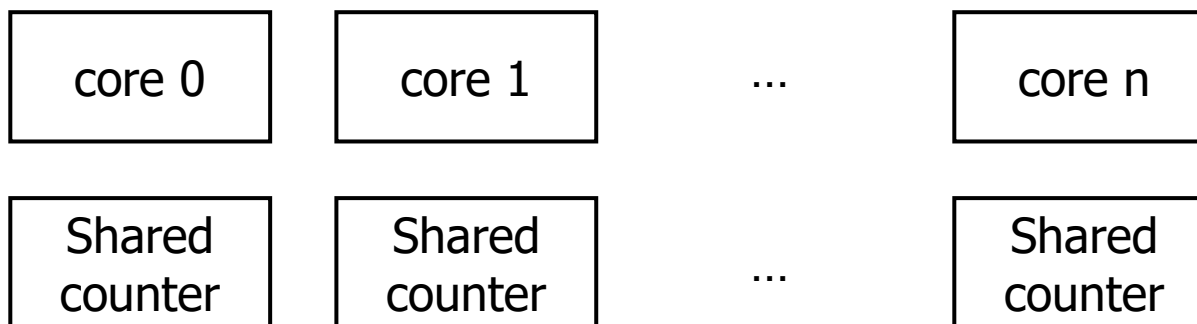 core 0 core 1 ... core n
Shared Shared Shared
counter counter ... counter